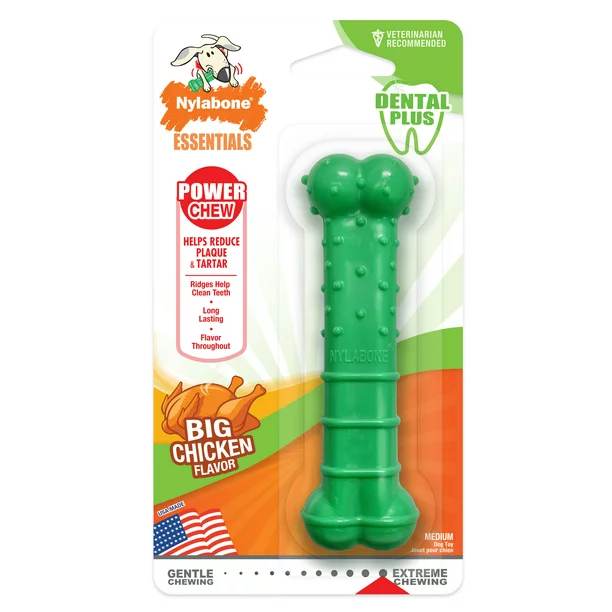 VETERINARIAN
RECOMMENDED
Nylabone
ESSENTIALS
DENTAL
PLUS
POWER
CHEW
HELPS REDUCE
PLAQUE
& TARTAR
Ridges Help
Clean Teeth
•
Long
Lasting
•
Flavor
Throughout
NYLABONE
BIG
CHICKEN
FLAVOR
USA MADE
MEDIUM
Dog Toy
Jouet pour chien
GENTLE
CHEWING
EXTREME
CHEWING